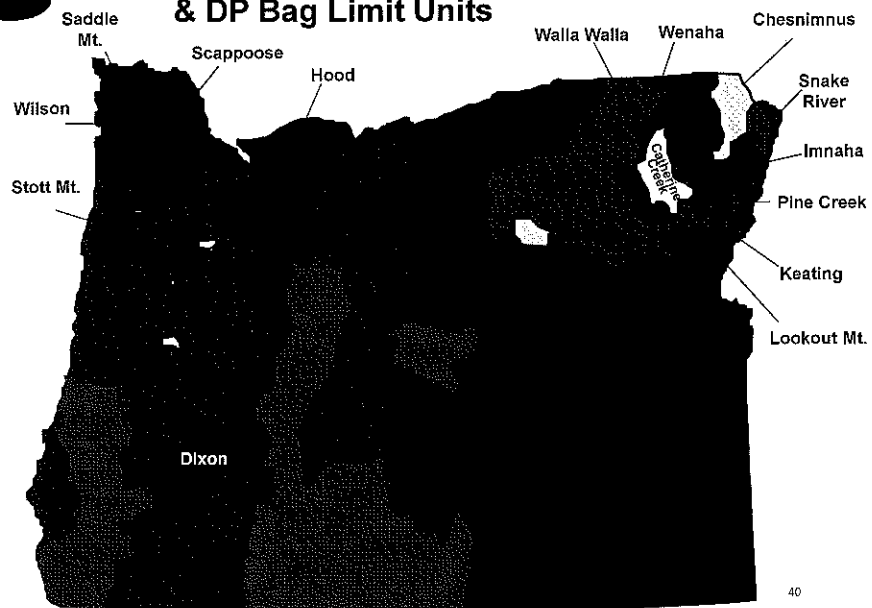 & DP Bag Limit Units
Saddle
Mt.
Scappoose
Hood
Walla Walla
Wenaha
Chesnimnus
Snake
River
Wilson
Imnaha
Catherine
Creek
Stott Mt.
Pine Creek
Keating
Lookout Mt.
Dixon
40